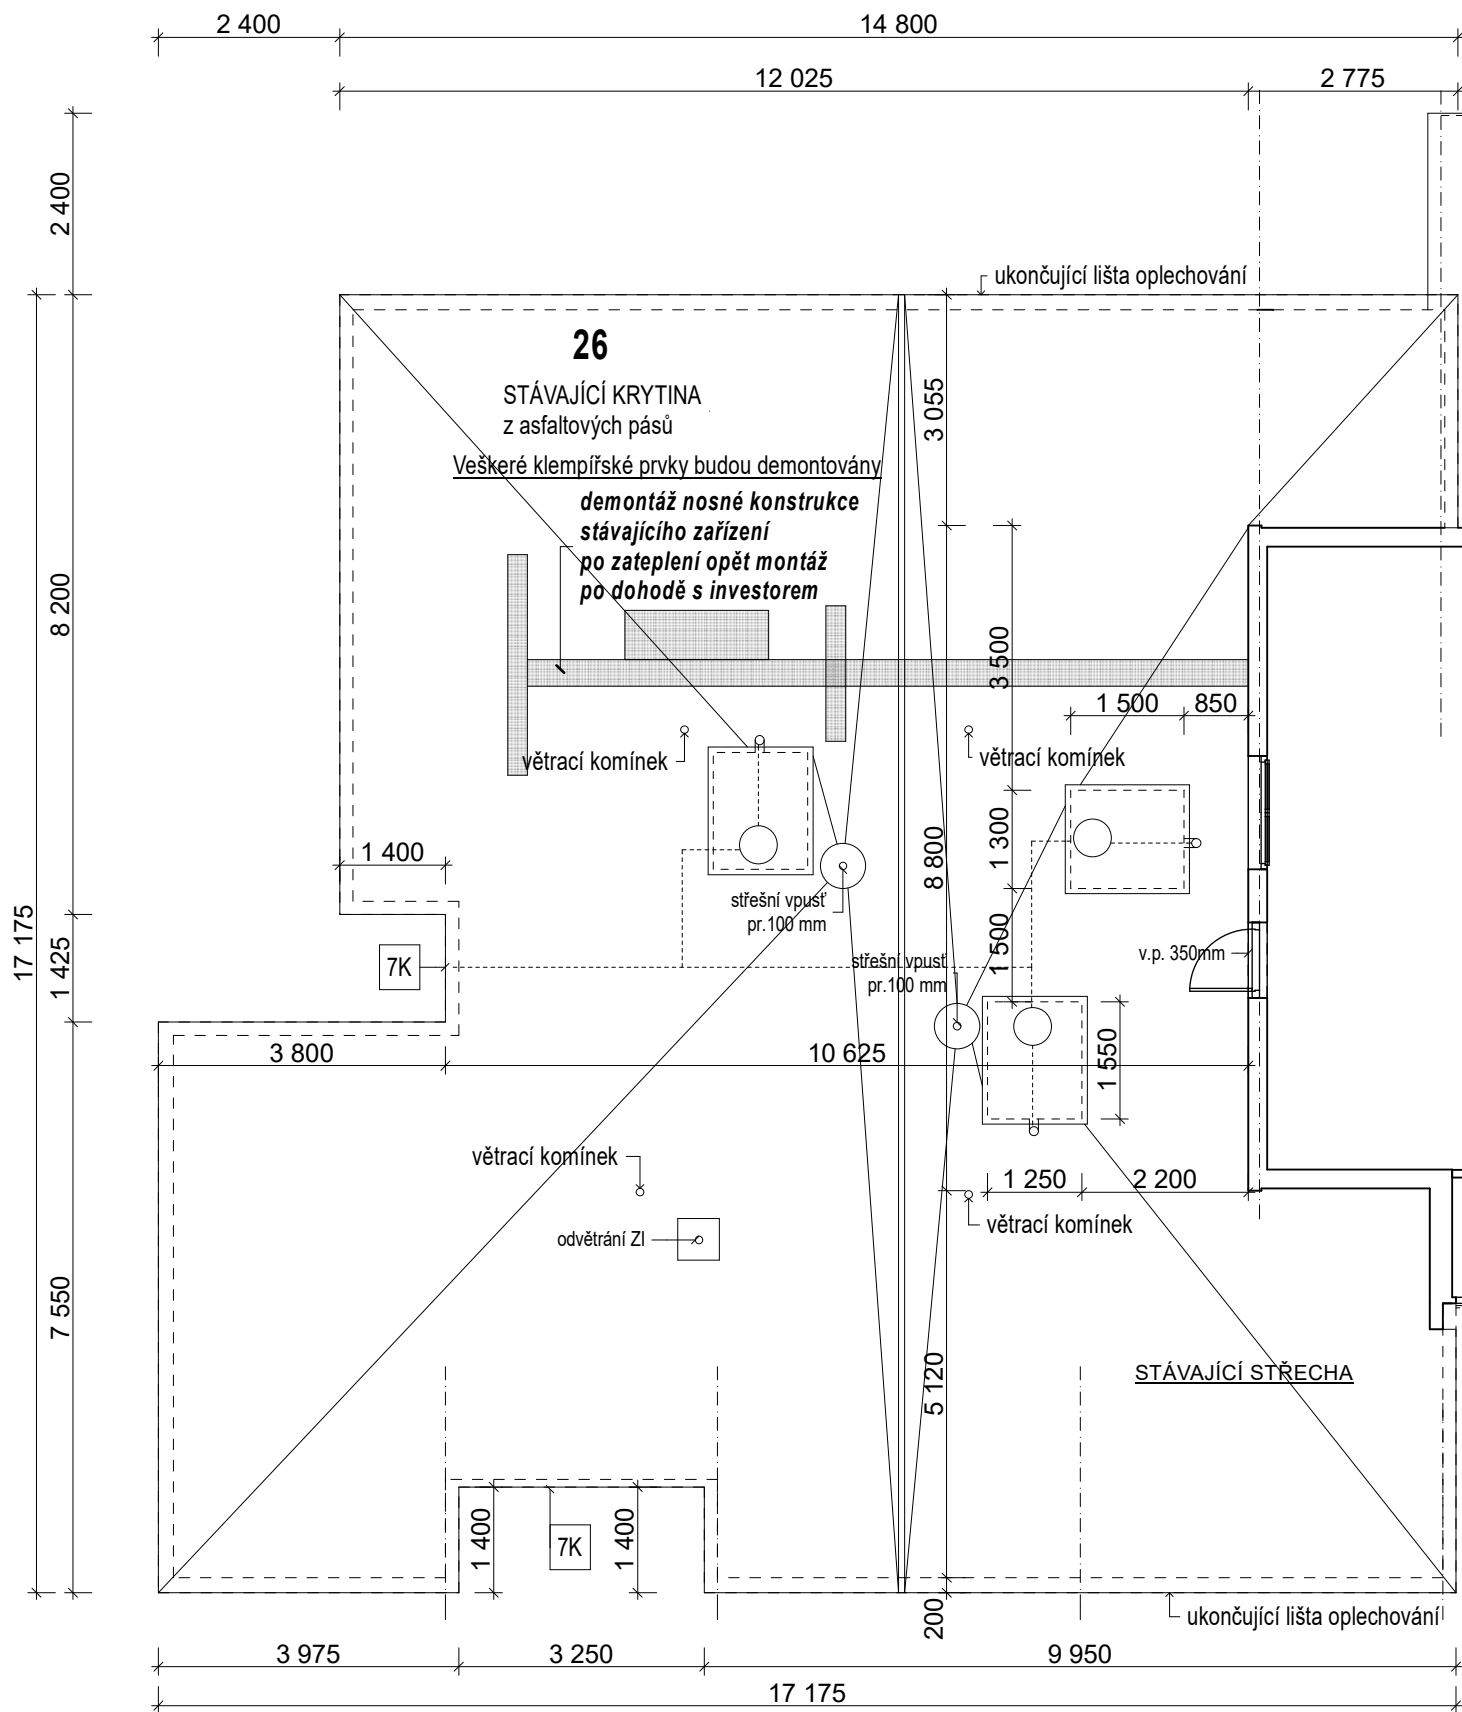 2 400
14 800
12 025
2 775
2 400
ukončující lišta oplechování
26
STÁVAJÍCÍ KRYTINA
z asfaltových pásů
3 055
Veškeré klempířské prvky budou demontovány
demontáž nosné konstrukce
stávajícího zařízení
po zateplení opět montáž
po dohodě s investorem
8 200
3 500
1 500
850
větrací komínek
větrací komínek
1 300
8 800
1 400
střešní vpusť
pr.100 mm
17 175
1 425
7K
střešní vpusť
pr.100 mm
1 500
v.p. 350mm
3 800
10 625
1 550
větrací komínek
1 250
2 200
větrací komínek
odvětrání ZI
7 550
5 120
STÁVAJÍCÍ STŘECHA
1 400
7K
1 400
200
ukončující lišta oplechování
3 975
3 250
9 950
17 175